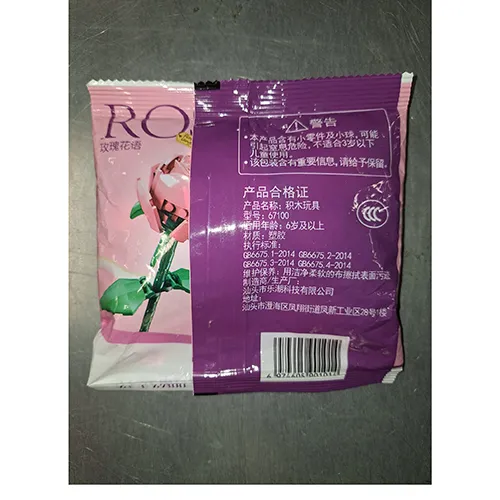 ROS
玫瑰花语
警告
•本产品含有小零件及小球,可能
引起窒息危险,不适合3岁以下
儿童使用。
•该包装含有重要信息,请给予保留。
产品合格证
产品名称:积木玩具
型号:67100
适用年龄:6岁及以上
材质:塑胶
执行标准:
GB6675.1-2014 GB6675.2-2014
GB6675.3-2014 GB6675.4-2014
维护保养:用洁净柔软的布擦拭表面污迹
制造商/生产厂:
汕头市乐潮科技有限公司
地址:
汕头市澄海区凤翔街道凤新工业区28号1楼